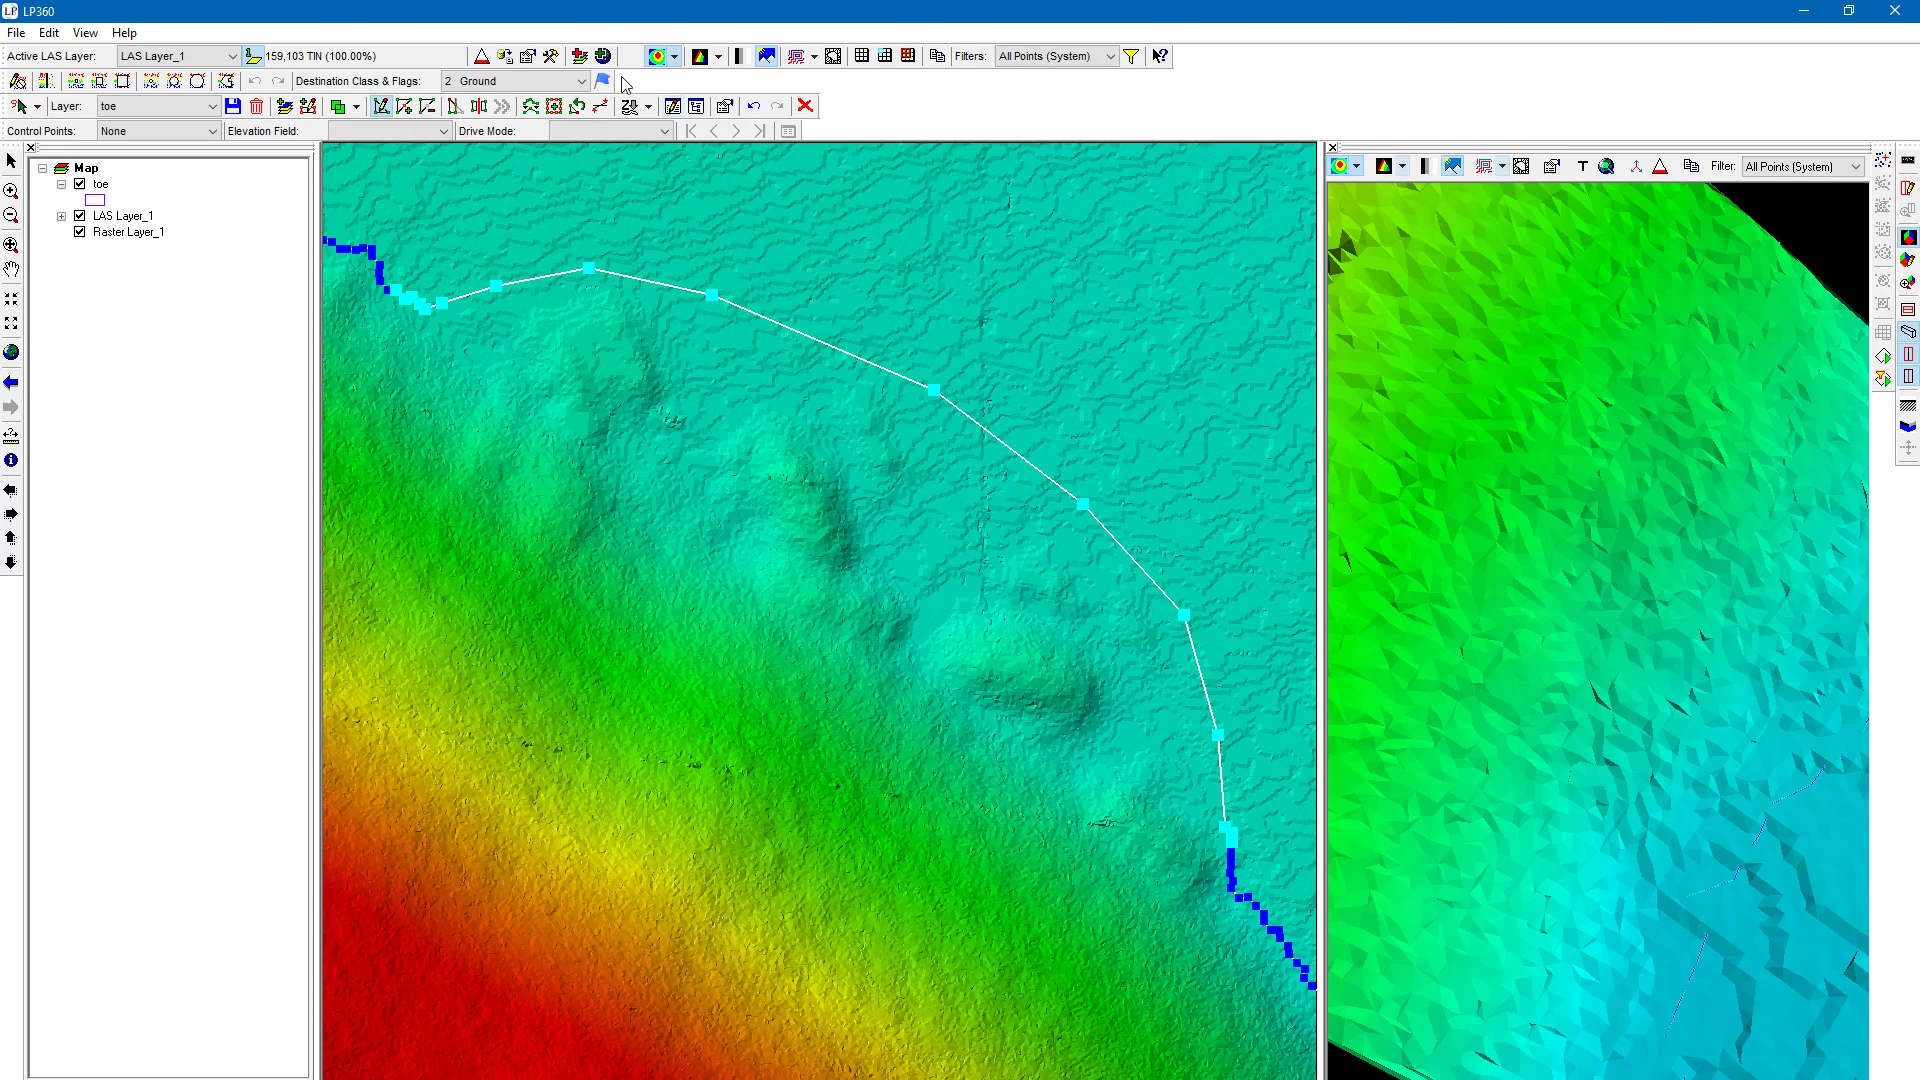 LP360
File Edit View Help
Active LAS Layer: LAS Layer_1 159,103 TIN (100.00%) Filters: All Points (System)
Destination Class & Flags: 2 Ground
Layer: toe
Control Points: None Elevation Field: Drive Mode:
Map
toe
LAS Layer_1
Raster Layer_1
Filter: All Points (System)